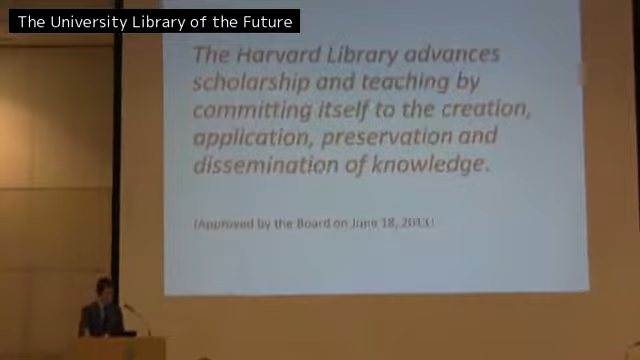 The University Library of the Future
The Harvard Library advances
scholarship and teaching by
committing itself to the creation,
application, preservation and
dissemination of knowledge.
(Approved by the Board on June 18, 2013)